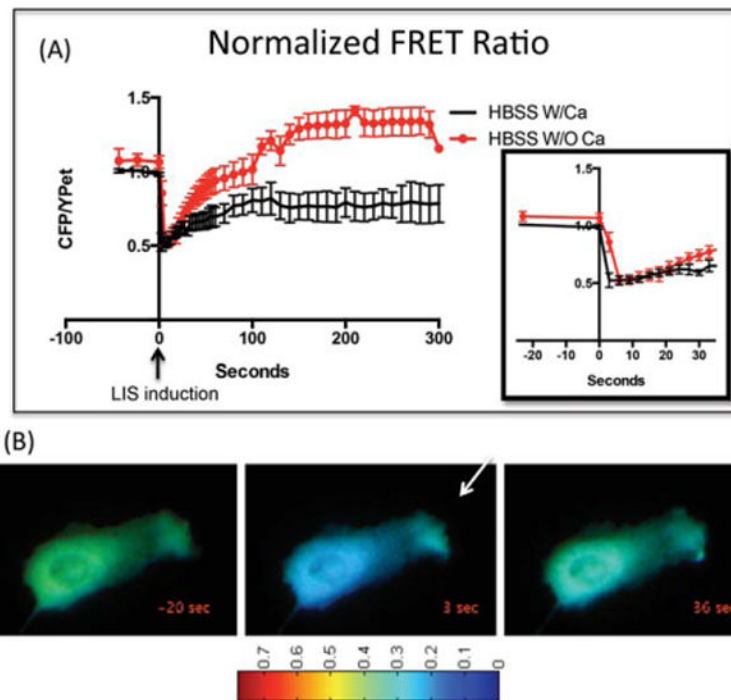 (A)
Normalized FRET Ratio
HBSS W/Ca
HBSS W/O Ca
CFP/YPet
1.5
1.0
0.5
-100
0
100
200
300
Seconds
LIS induction
1.5
1.0
0.5
-20
-10
0
10
20
30
Seconds
(B)
-20 sec
3 sec
36 sec
0.7
0.6
0.5
0.4
0.3
0.2
0.1
0